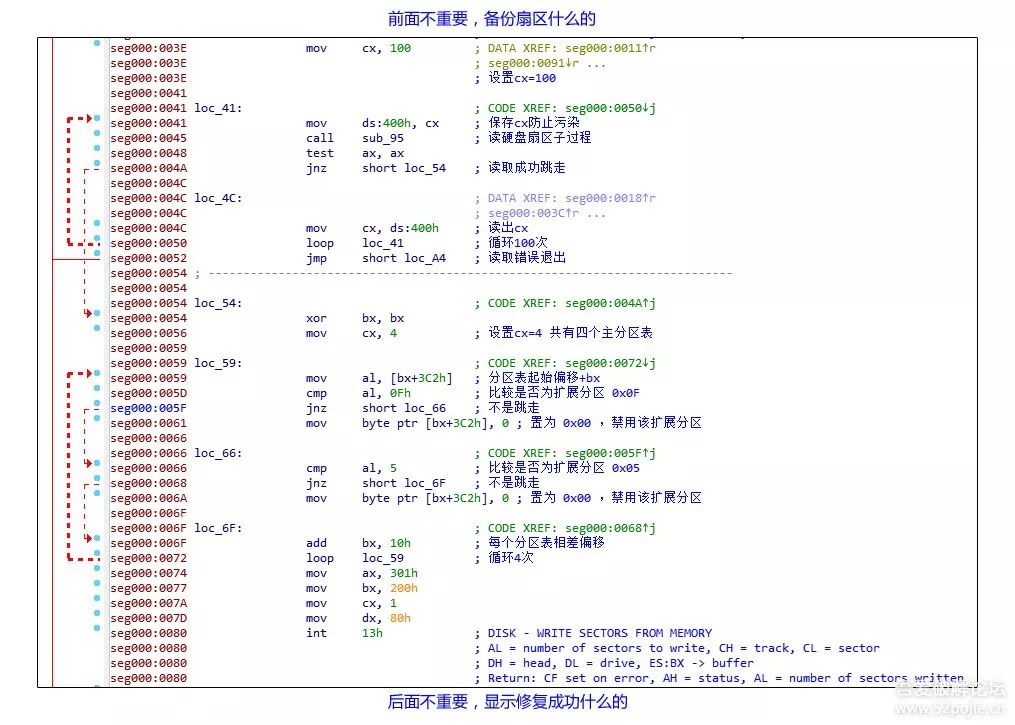 前面不重要，备份扇区什么的
seg000:003E mov cx, 100 ; DATA XREF: seg000:0011↑r
seg000:003E ; seg000:0091↓r ...
seg000:003E ; 设置cx=100
seg000:0041
seg000:0041 loc_41: ; CODE XREF: seg000:0050↓j
seg000:0041 mov ds:400h, cx ; 保存cx防止污染
seg000:0045 call sub_95 ; 读硬盘扇区子过程
seg000:0048 test ax, ax
seg000:004A jnz short loc_54 ; 读取成功跳走
seg000:004C
seg000:004C loc_4C: ; DATA XREF: seg000:0018↑r
seg000:004C ; seg000:003C↑r ...
seg000:004C mov cx, ds:400h ; 读出cx
seg000:0050 loop loc_41 ; 循环100次
seg000:0052 jmp short loc_A4 ; 读取错误退出
seg000:0054 ; ---------------------------------------------------------------------------
seg000:0054
seg000:0054 loc_54: ; CODE XREF: seg000:004A↑j
seg000:0054 xor bx, bx
seg000:0056 mov cx, 4 ; 设置cx=4 共有四个主分区表
seg000:0059
seg000:0059 loc_59: ; CODE XREF: seg000:0072↓j
seg000:0059 mov al, [bx+3C2h] ; 分区表起始偏移+bx
seg000:005D cmp al, 0Fh ; 比较是否为扩展分区 0x0F
seg000:005F jnz short loc_66 ; 不是跳走
seg000:0061 mov byte ptr [bx+3C2h], 0 ; 置为 0x00 ，禁用该扩展分区
seg000:0066
seg000:0066 loc_66: ; CODE XREF: seg000:005F↑j
seg000:0066 cmp al, 5 ; 比较是否为扩展分区 0x05
seg000:0068 jnz short loc_6F ; 不是跳走
seg000:006A mov byte ptr [bx+3C2h], 0 ; 置为 0x00 ，禁用该扩展分区
seg000:006F
seg000:006F loc_6F: ; CODE XREF: seg000:0068↑j
seg000:006F add bx, 10h ; 每个分区表相差偏移
seg000:0072 loop loc_59 ; 循环4次
seg000:0074 mov ax, 301h
seg000:0077 mov bx, 200h
seg000:007A mov cx, 1
seg000:007D mov dx, 80h
seg000:0080 int 13h ; DISK - WRITE SECTORS FROM MEMORY
seg000:0080 ; AL = number of sectors to write, CH = track, CL = sector
seg000:0080 ; DH = head, DL = drive, ES:BX -> buffer
seg000:0080 ; Return: CF set on error, AH = status, AL = number of sectors written
后面不重要，显示修复成功什么的
吾爱破解论坛
www.52pojie.cn